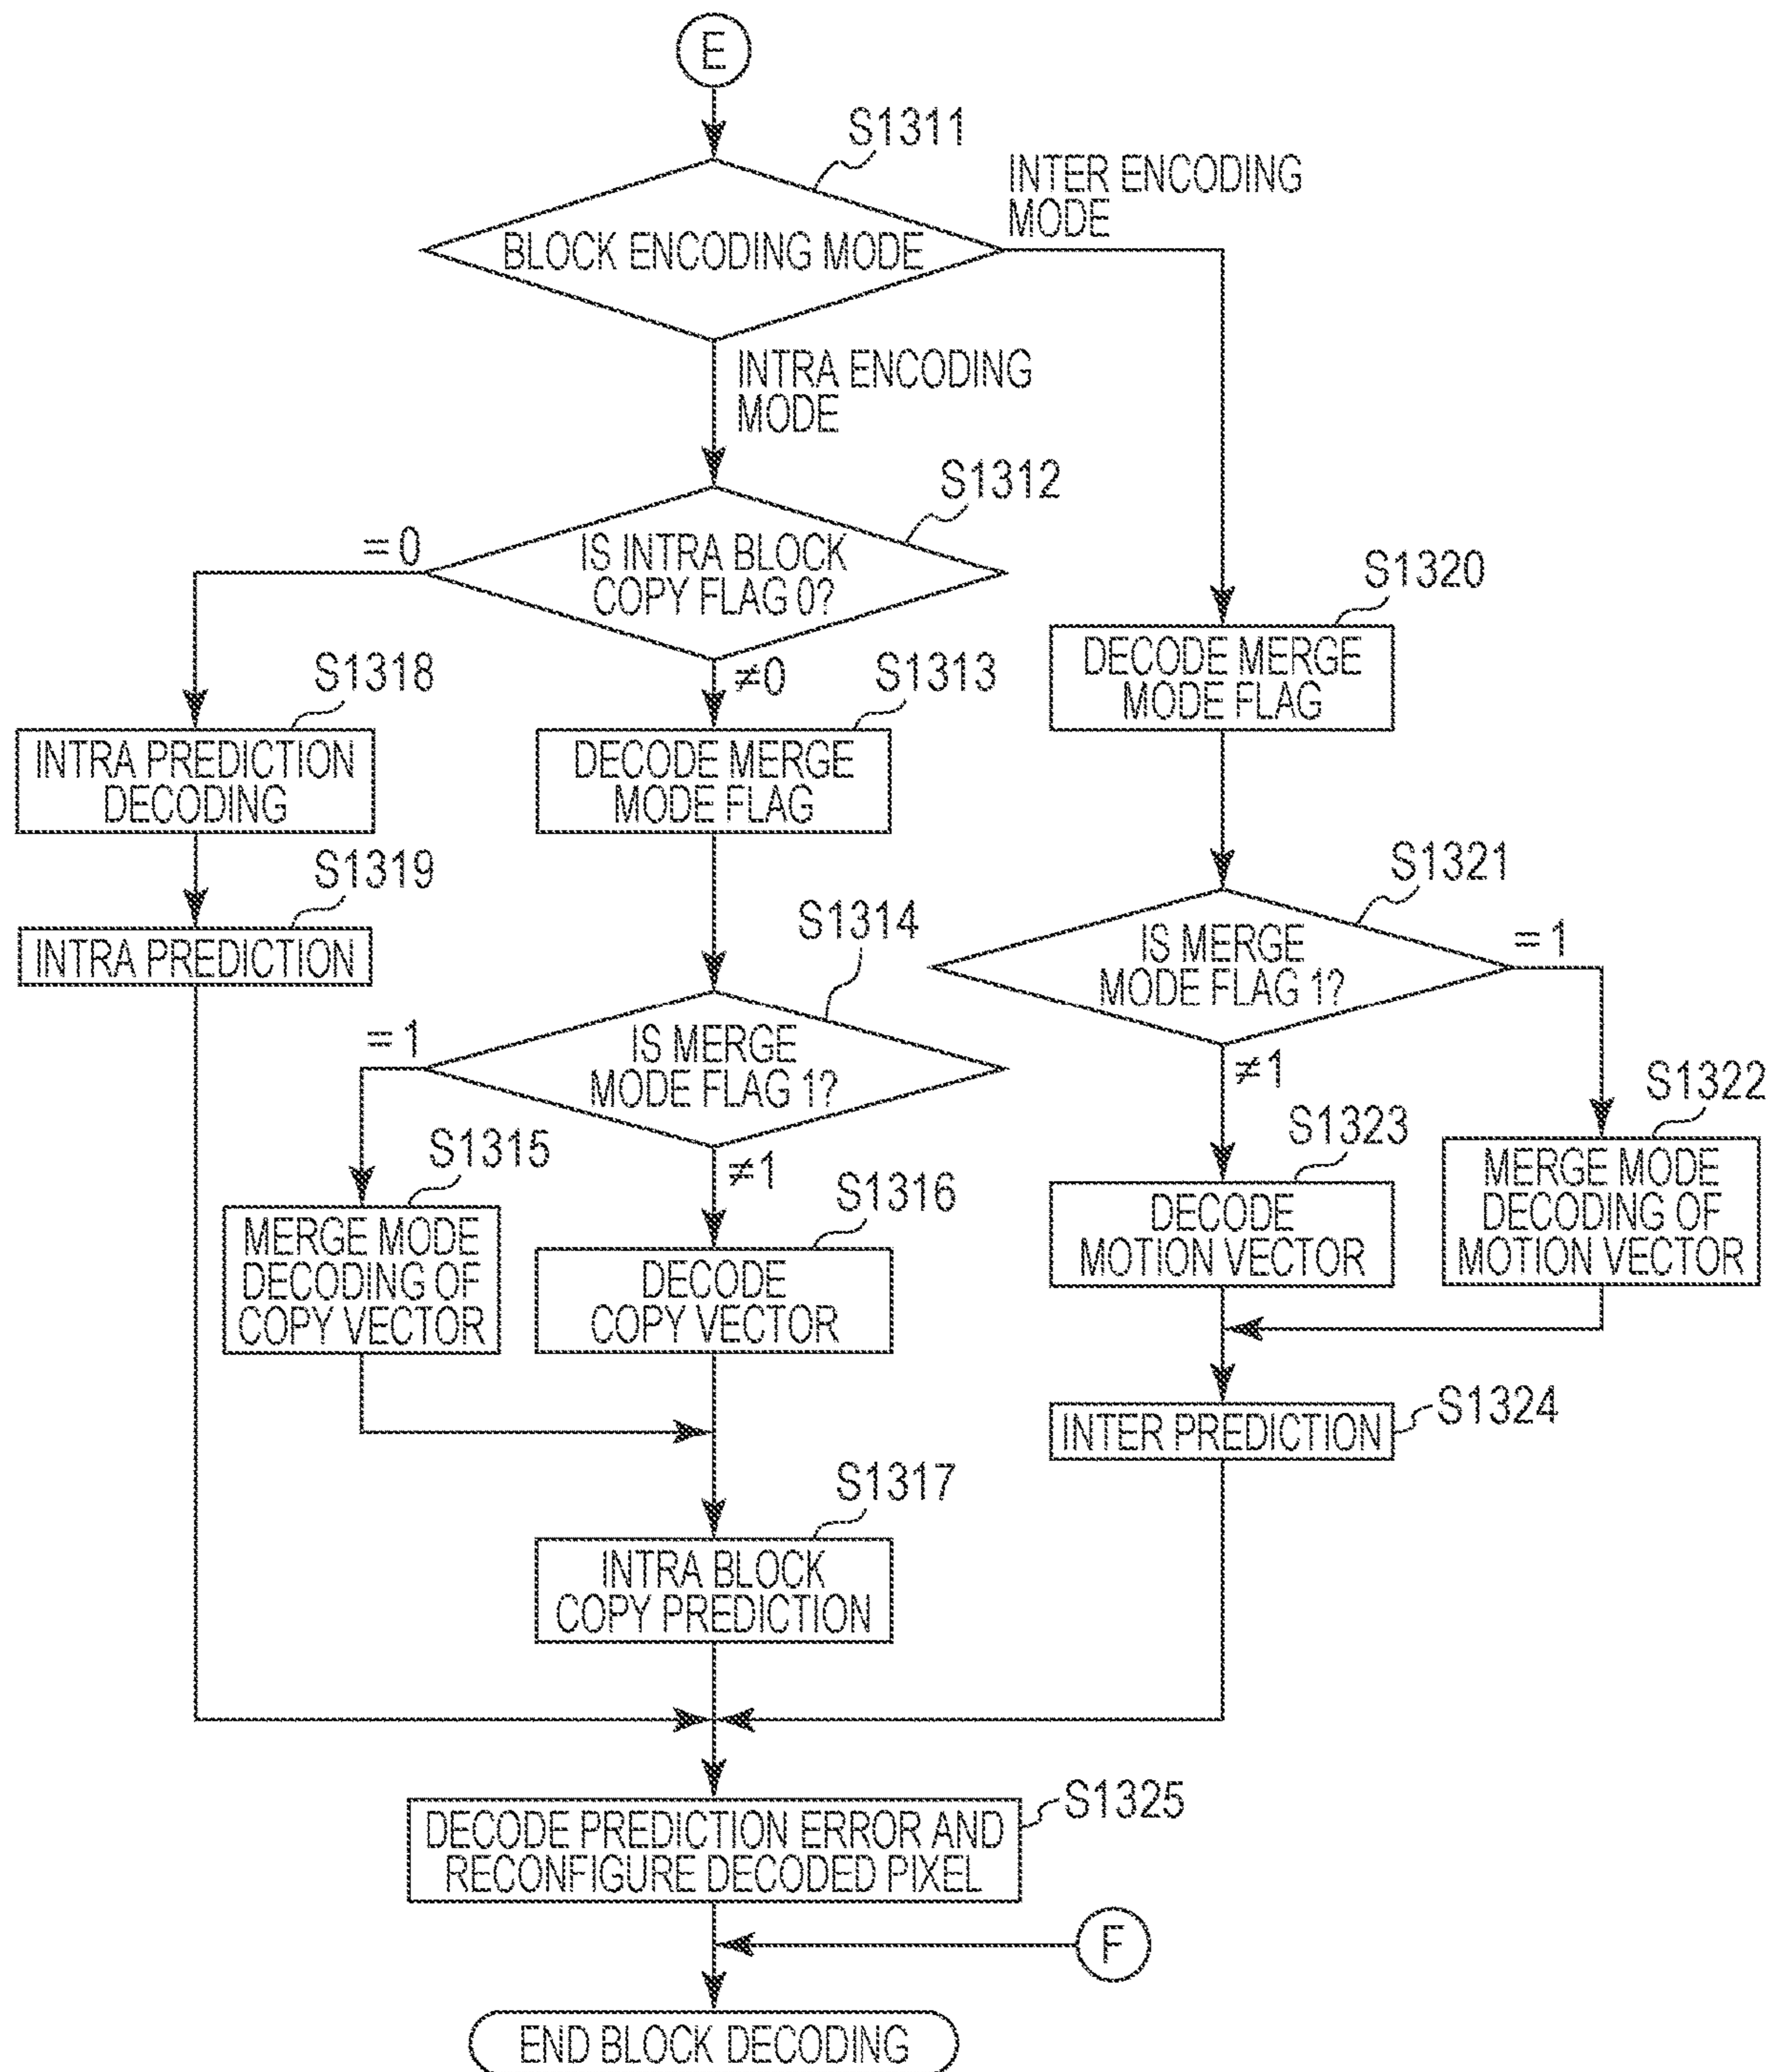 E
S1311
INTER ENCODING
MODE
BLOCK ENCODING MODE
INTRA ENCODING
MODE
S1312
= 0
IS INTRA BLOCK
COPY FLAG 0?
≠0
S1320
DECODE MERGE
MODE FLAG
S1318
INTRA PREDICTION
DECODING
S1313
DECODE MERGE
MODE FLAG
S1319
INTRA PREDICTION
S1321
IS MERGE
MODE FLAG 1?
= 1
≠1
S1314
= 1
IS MERGE
MODE FLAG 1?
≠1
S1322
MERGE MODE
DECODING OF
MOTION VECTOR
S1323
DECODE
MOTION VECTOR
S1315
MERGE MODE
DECODING OF
COPY VECTOR
S1316
DECODE
COPY VECTOR
S1324
INTER PREDICTION
S1317
INTRA BLOCK
COPY PREDICTION
S1325
DECODE PREDICTION ERROR AND
RECONFIGURE DECODED PIXEL
F
END BLOCK DECODING